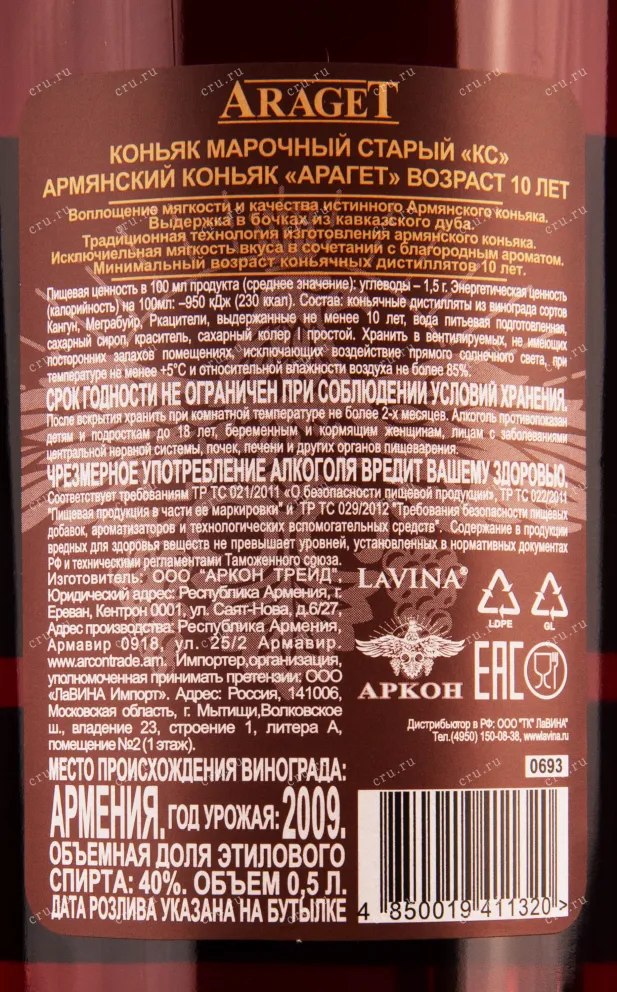 ARAGET
КОНЬЯК МАРОЧНЫЙ СТАРЫЙ «КС»
АРМЯНСКИЙ КОНЬЯК «АРАГЕТ» ВОЗРАСТ 10 ЛЕТ
Воплощение мягкости и качества истинного Армянского коньяка.
Выдержка в бочках из кавказского дуба.
Традиционная технология изготовления армянского коньяка.
Исключиельная мягкость вкуса в сочетаний с благородным ароматом.
Минимальный возраст коньячных дистиллятов 10 лет.
Пищевая ценность в 100 мл продукта (среднее значение): углеводы – 1,5 г. Энергетическая ценность
(калорийность) на 100мл: –950 кДж (230 ккал). Состав: коньячные дистилляты из винограда сортов
Кангун, Меграбуйр, Ркацители, выдержанные не менее 10 лет, вода питьевая подготовленная,
сахарный сироп, краситель, сахарный колер I простой. Хранить в вентилируемых, не имеющих
посторонних запахов помещениях, исключающих воздействие прямого солнечного света, при
температуре не менее +5°С и относительной влажности воздуха не более 85%.
СРОК ГОДНОСТИ НЕ ОГРАНИЧЕН ПРИ СОБЛЮДЕНИИ УСЛОВИЙ ХРАНЕНИЯ.
После вскрытия хранить при комнатной температуре не более 2-х месяцев. Алкоголь противопоказан
детям и подросткам до 18 лет, беременным и кормящим женщинам, лицам с заболеваниями
центральной нервной системы, почек, печени и других органов пищеварения.
ЧРЕЗМЕРНОЕ УПОТРЕБЛЕНИЕ АЛКОГОЛЯ ВРЕДИТ ВАШЕМУ ЗДОРОВЬЮ.
Соответствует требованиям ТР ТС 021/2011 «О безопасности пищевой продукции», ТР ТС 022/2011
"Пищевая продукция в части ее маркировки" и ТР ТС 029/2012 "Требования безопасности пищевых
добавок, ароматизаторов и технологических вспомогательных средств". Содержание в продукции
вредных для здоровья веществ не превышает уровней, установленных в нормативных документах
РФ и техническими регламентами Таможенного союза.
Изготовитель: ООО "АРКОН ТРЕЙД".
Юридический адрес: Республика Армения, г.
Ереван, Кентрон 0001, ул. Саят-Нова, д.6/27.
Адрес производства: Республика Армения,
Армавир 0918, ул. 25/2 Армавир.
www.arcontrade.am. Импортер,организация,
уполномоченная принимать претензии: ООО
«ЛаВИНА Импорт». Адрес: Россия, 141006,
Московская область, г. Мытищи,Волковское
ш., владение 23, строение 1, литера А,
помещение №2 (1 этаж).
LAVINA®
LDPE
GL
АРКОН
EAC
Дистрибьютор в РФ: ООО "ТК" ЛаВИНА"
Тел.(4950) 150-08-38, www.lavina.ru
0693
МЕСТО ПРОИСХОЖДЕНИЯ ВИНОГРАДА:
АРМЕНИЯ. ГОД УРОЖАЯ: 2009.
ОБЪЕМНАЯ ДОЛЯ ЭТИЛОВОГО
СПИРТА: 40%. ОБЪЕМ 0,5 Л.
ДАТА РОЗЛИВА УКАЗАНА НА БУТЫЛКЕ
4 850019 411320 >
cru.ru